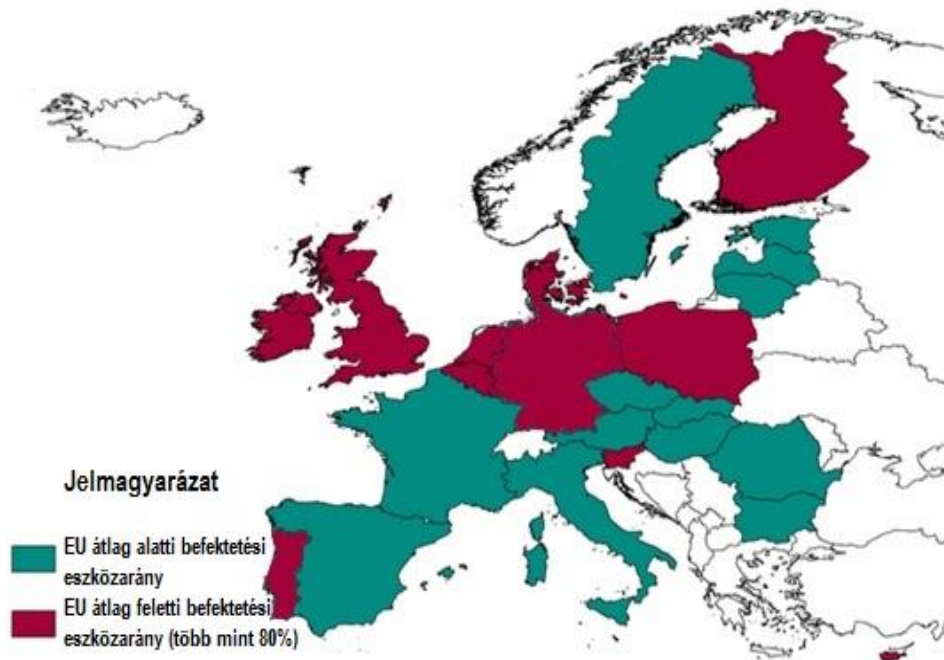 Jelmagyarázat
EU átlag alatti befektetési
eszközarány
EU átlag feletti befektetési
eszközarány (több mint 80%)